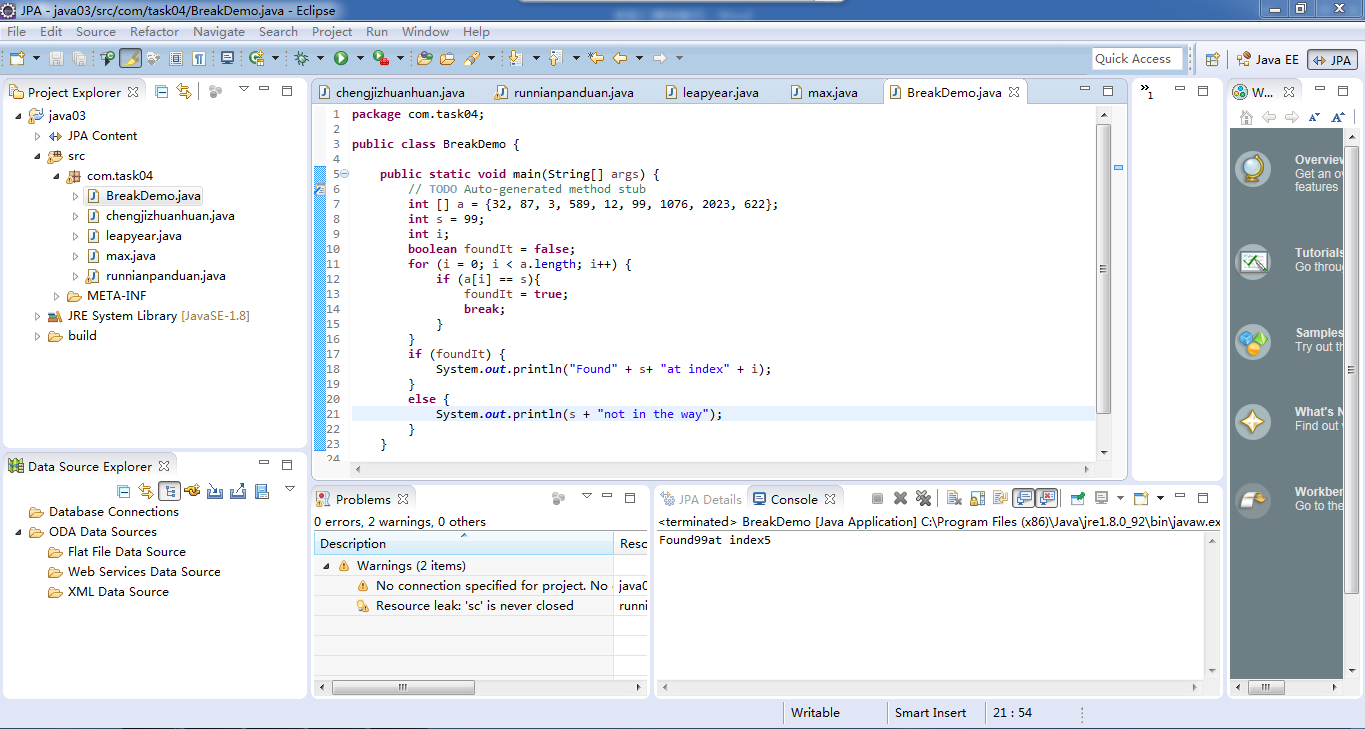 JPA - java03/src/com/task04/BreakDemo.java - Eclipse
File Edit Source Refactor Navigate Search Project Run Window Help
Quick Access
Java EE
JPA
Project Explorer
java03
JPA Content
src
com.task04
BreakDemo.java
chengjizhuanhuan.java
leapyear.java
max.java
runnianpanduan.java
META-INF
JRE System Library [JavaSE-1.8]
build
chengjizhuanhuan.java runnianpanduan.java leapyear.java max.java BreakDemo.java
1 package com.task04;
2
3 public class BreakDemo {
4
5 public static void main(String[] args) {
6 // TODO Auto-generated method stub
7 int [] a = {32, 87, 3, 589, 12, 99, 1076, 2023, 622};
8 int s = 99;
9 int i;
10 boolean foundIt = false;
11 for (i = 0; i < a.length; i++) {
12 if (a[i] == s){
13 foundIt = true;
14 break;
15 }
16 }
17 if (foundIt) {
18 System.out.println("Found" + s+ "at index" + i);
19 }
20 else {
21 System.out.println(s + "not in the way");
22 }
23 }
24
»1
W...
Overview
Get an ov
features
Tutorials
Go throu
Samples
Try out th
What's N
Find out
Workben
Go to the
Data Source Explorer
Database Connections
ODA Data Sources
Flat File Data Source
Web Services Data Source
XML Data Source
Problems
0 errors, 2 warnings, 0 others
Description Resc
Warnings (2 items)
No connection specified for project. No java0
Resource leak: 'sc' is never closed runni
JPA Details Console
<terminated> BreakDemo [Java Application] C:\Program Files (x86)\Java\jre1.8.0_92\bin\javaw.ex
Found99at index5
Writable Smart Insert 21 : 54